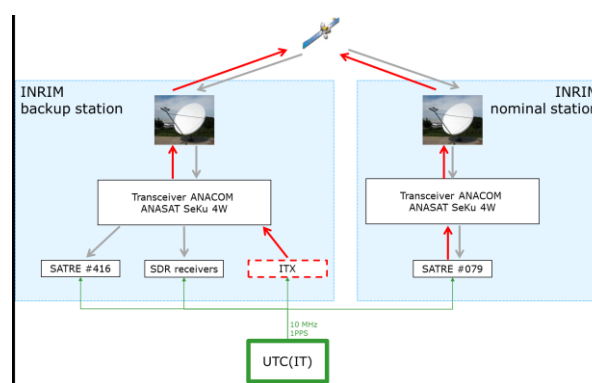 INRIM
backup station
INRIM
nominal station
Transceiver ANACOM
ANASAT SeKu 4W
Transceiver ANACOM
ANASAT SeKu 4W
SATRE #416
SDR receivers
ITX
SATRE #079
10 MHz
1PPS
UTC(IT)